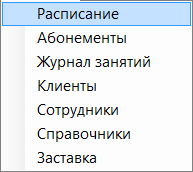 Расписание
Абонементы
Журнал занятий
Клиенты
Сотрудники
Справочники
Заставка